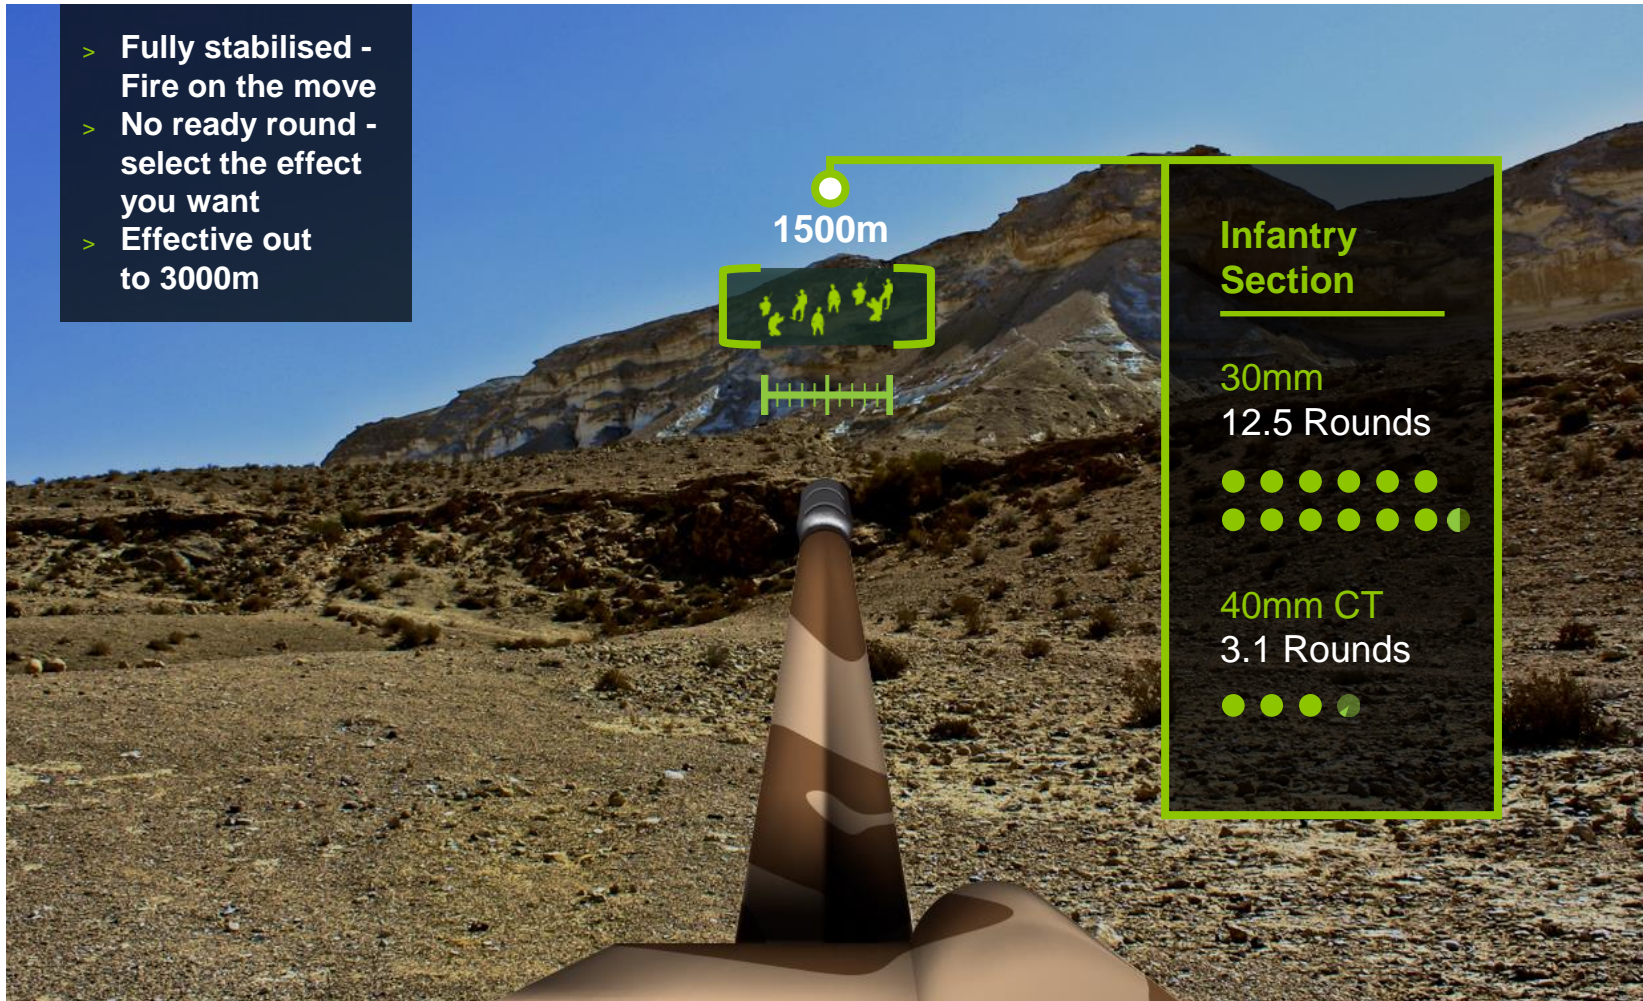 > Fully stabilised -
Fire on the move
> No ready round -
select the effect
you want
> Effective out
to 3000m
1500m
Infantry
Section
30mm
12.5 Rounds
40mm CT
3.1 Rounds